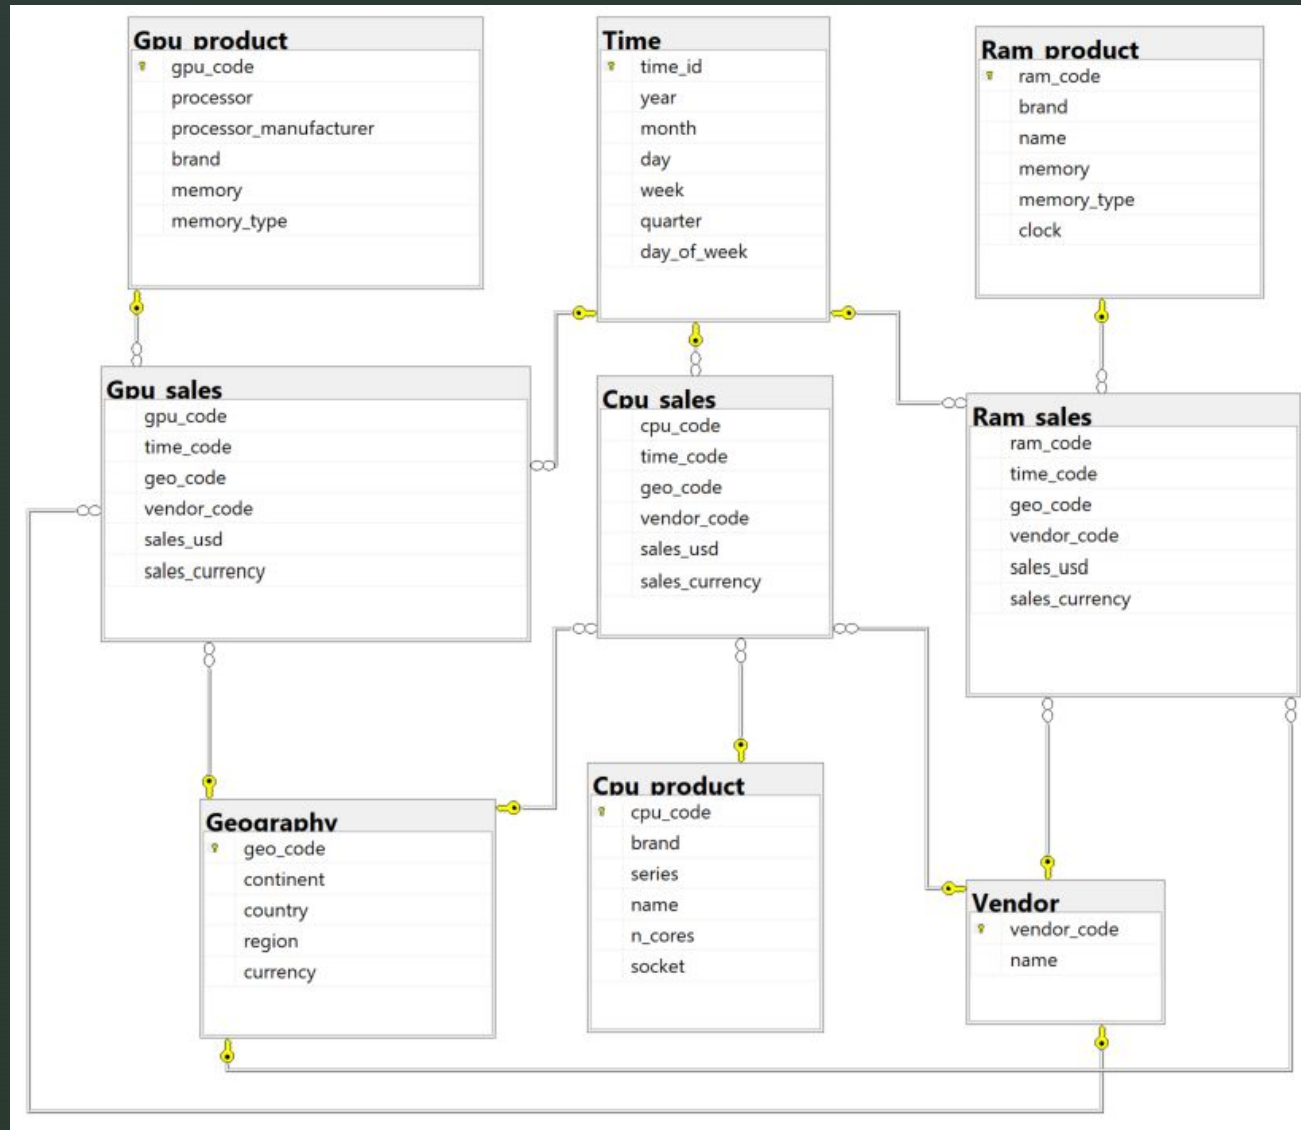 Gpu_product
gpu_code
processor
processor_manufacturer
brand
memory
memory_type
Time
time_id
year
month
day
week
quarter
day_of_week
Ram_product
ram_code
brand
name
memory
memory_type
clock
Gpu_sales
gpu_code
time_code
geo_code
vendor_code
sales_usd
sales_currency
Cpu_sales
cpu_code
time_code
geo_code
vendor_code
sales_usd
sales_currency
Ram_sales
ram_code
time_code
geo_code
vendor_code
sales_usd
sales_currency
Geography
geo_code
continent
country
region
currency
Cpu_product
cpu_code
brand
series
name
n_cores
socket
Vendor
vendor_code
name